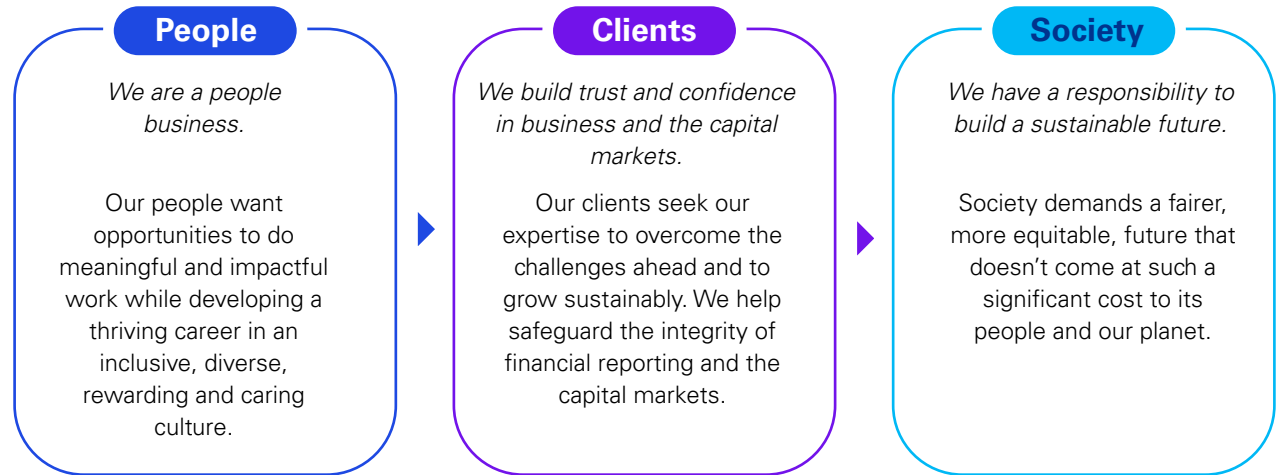 People
We are a people
business.
Our people want
opportunities to do
meaningful and impactful
work while developing a
thriving career in an
inclusive, diverse,
rewarding and caring
culture.
Clients
We build trust and confidence
in business and the capital
markets.
Our clients seek our
expertise to overcome the
challenges ahead and to
grow sustainably. We help
safeguard the integrity of
financial reporting and the
capital markets.
Society
We have a responsibility to
build a sustainable future.
Society demands a fairer,
more equitable, future that
doesn’t come at such a
significant cost to its
people and our planet.